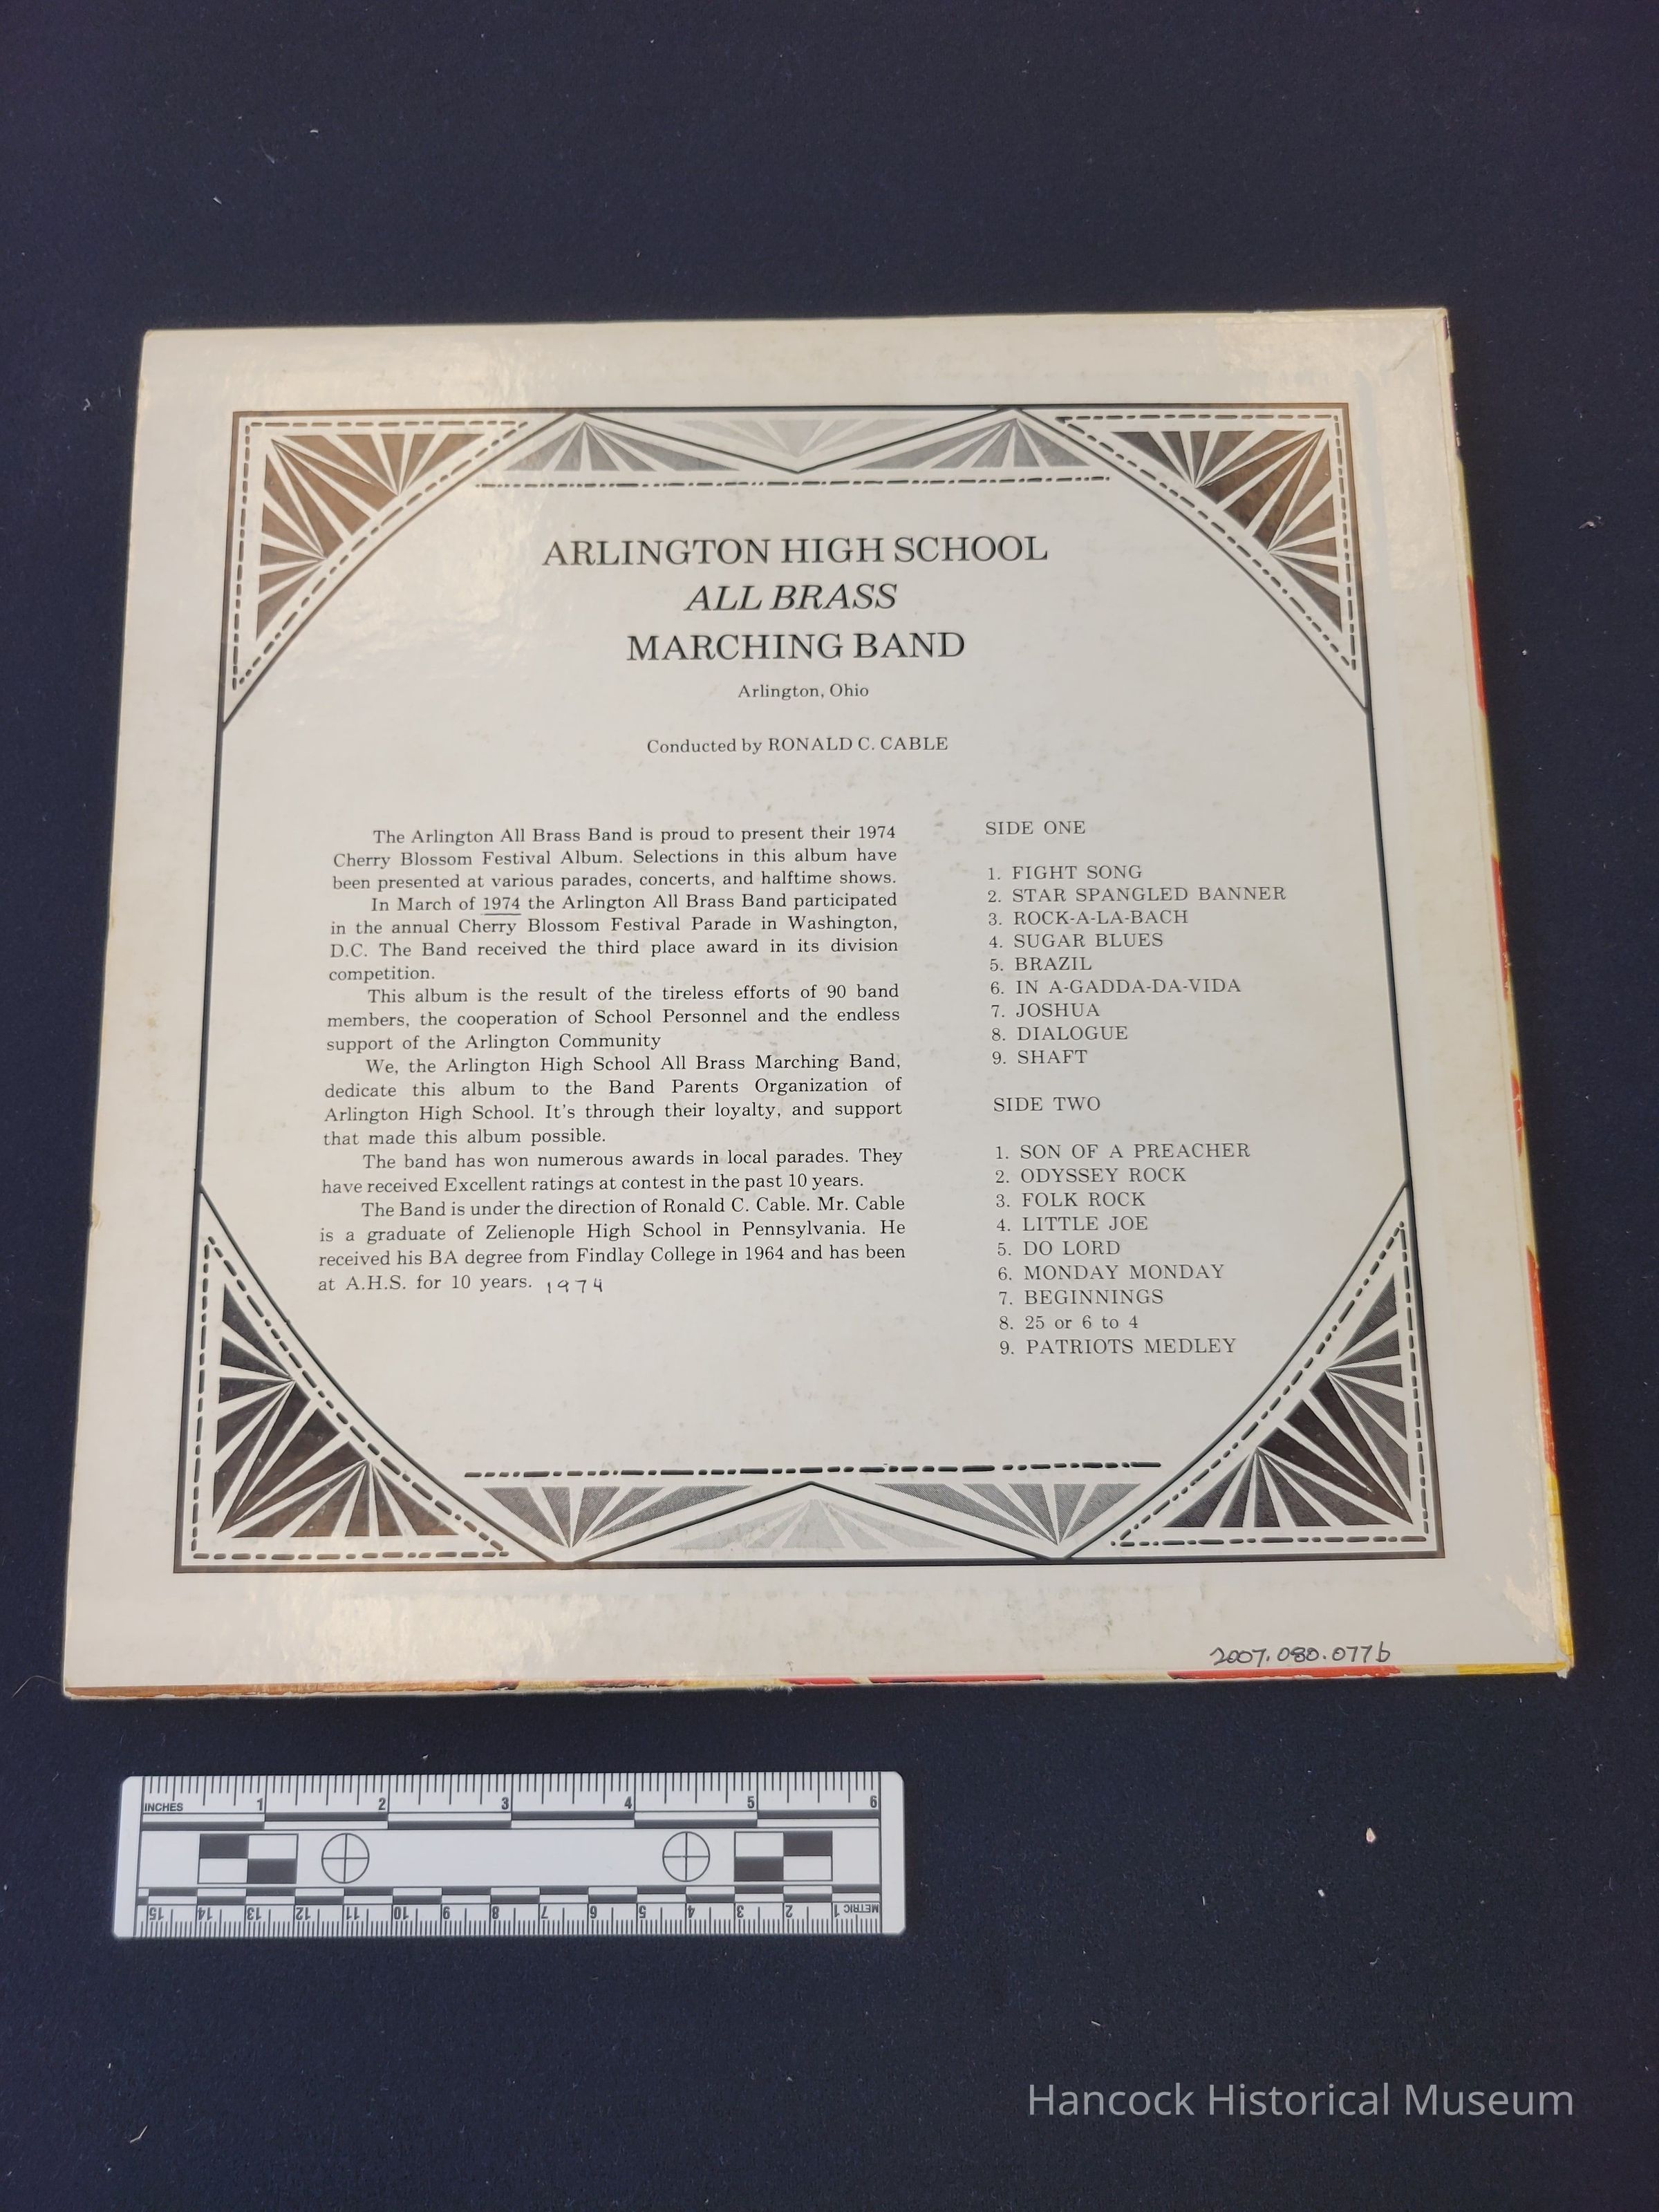 ARLINGTON HIGH SCHOOL
ALL BRASS
MARCHING BAND
Arlington, Ohio
Conducted by RONALD C. CABLE
The Arlington All Brass Band is proud to present their 1974
Cherry Blossom Festival Album. Selections in this album have
been presented at various parades, concerts, and halftime shows.
In March of 1974 the Arlington All Brass Band participated
in the annual Cherry Blossom Festival Parade in Washington,
D.C. The Band received the third place award in its division
competition.
This album is the result of the tireless efforts of 90 band
members, the cooperation of School Personnel and the endless
support of the Arlington Community
We, the Arlington High School All Brass Marching Band,
dedicate this album to the Band Parents Organization of
Arlington High School. It's through their loyalty, and support
that made this album possible.
The band has won numerous awards in local parades. They
have received Excellent ratings at contest in the past 10 years.
The Band is under the direction of Ronald C. Cable. Mr. Cable
is a graduate of Zelienople High School in Pennsylvania. He
received his BA degree from Findlay College in 1964 and has been
at A.H.S. for 10 years. 1974
SIDE ONE
1. FIGHT SONG
2. STAR SPANGLED BANNER
3. ROCK-A-LA-BACH
4. SUGAR BLUES
5. BRAZIL
6. IN A-GADDA-DA-VIDA
7. JOSHUA
8. DIALOGUE
9. SHAFT
SIDE TWO
1. SON OF A PREACHER
2. ODYSSEY ROCK
3. FOLK ROCK
4. LITTLE JOE
5. DO LORD
6. MONDAY MONDAY
7. BEGINNINGS
8. 25 or 6 to 4
9. PATRIOTS MEDLEY
2007.080.077b
INCHES 1 2 3 4 5 6
15 14 13 12 11 10 9 8 7 6 5 4 3 2 1 METRIC
Hancock Historical Museum